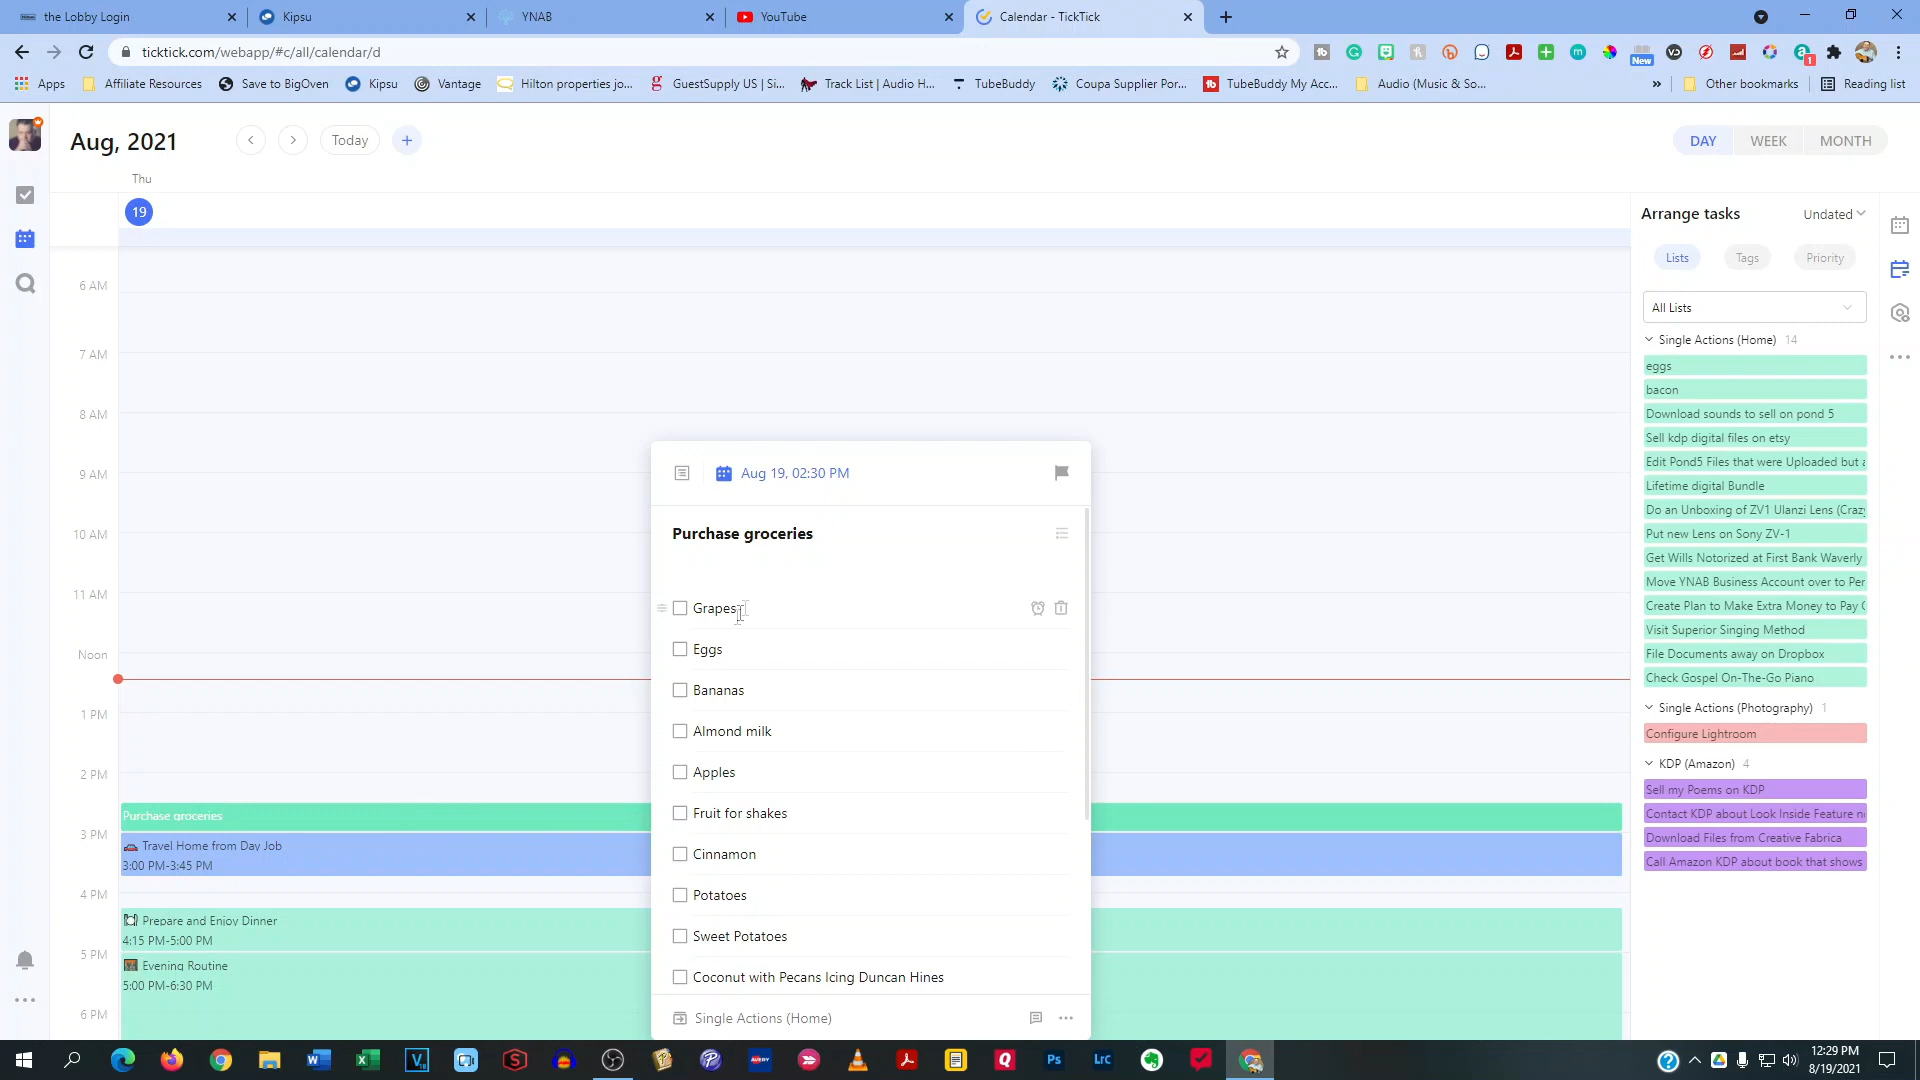 the Lobby Login
Kipsu
YNAB
YouTube
Calendar - TickTick
ticktick.com/webapp/#c/all/calendar/d
New
1
Apps
Affiliate Resources
Save to BigOven
Kipsu
Vantage
Hilton properties jo...
GuestSupply US | Si...
Track List | Audio H...
TubeBuddy
Coupa Supplier Por...
TubeBuddy My Acc...
Audio (Music & So...
»
Other bookmarks
Reading list
Aug, 2021
Today
DAY
WEEK
MONTH
Thu
19
6 AM
7 AM
8 AM
9 AM
10 AM
11 AM
Noon
1 PM
2 PM
3 PM
4 PM
5 PM
6 PM
Purchase groceries
Travel Home from Day Job
3:00 PM-3:45 PM
Prepare and Enjoy Dinner
4:15 PM-5:00 PM
Evening Routine
5:00 PM-6:30 PM
Aug 19, 02:30 PM
Purchase groceries
Grapes
Eggs
Bananas
Almond milk
Apples
Fruit for shakes
Cinnamon
Potatoes
Sweet Potatoes
Coconut with Pecans Icing Duncan Hines
Single Actions (Home)
Arrange tasks
Undated
Lists
Tags
Priority
All Lists
Single Actions (Home) 14
eggs
bacon
Download sounds to sell on pond 5
Sell kdp digital files on etsy
Edit Pond5 Files that were Uploaded but
Lifetime digital Bundle
Do an Unboxing of ZV1 Ulanzi Lens (Craz
Put new Lens on Sony ZV-1
Get Wills Notorized at First Bank Waverly
Move YNAB Business Account over to Per
Create Plan to Make Extra Money to Pay
Visit Superior Singing Method
File Documents away on Dropbox
Check Gospel On-The-Go Piano
Single Actions (Photography) 1
Configure Lightroom
KDP (Amazon) 4
Sell my Poems on KDP
Contact KDP about Look Inside Feature n
Download Files from Creative Fabrica
Call Amazon KDP about book that shows
Ps
Lrc
12:29 PM
8/19/2021